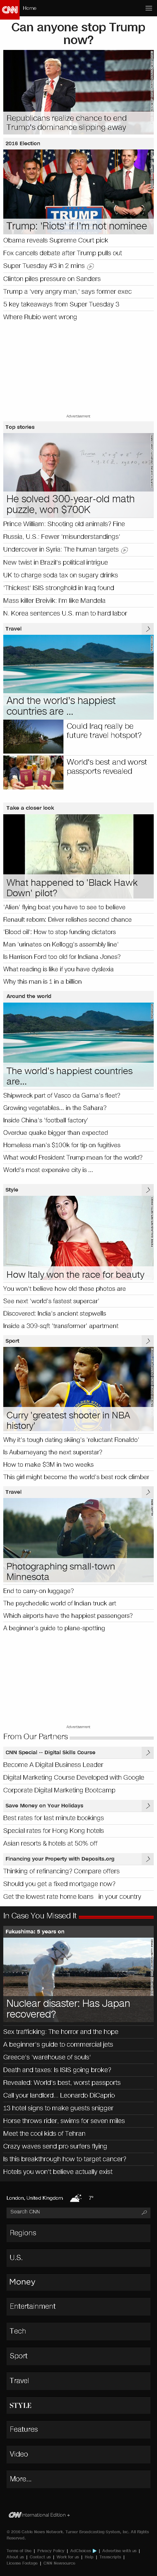 CNN
Home
Can anyone stop Trump
now?
Republicans realize chance to end
Trump's dominance slipping away
2016 Election
TRUMP
Trump: 'Riots' if I'm not nominee
Obama reveals Supreme Court pick
Fox cancels debate after Trump pulls out
Super Tuesday #3 in 2 mins
Clinton piles pressure on Sanders
Trump a 'very angry man,' says former exec
5 key takeaways from Super Tuesday 3
Where Rubio went wrong
Advertisement
Top stories
He solved 300-year-old math
puzzle, won $700K
Prince William: Shooting old animals? Fine
Russia, U.S.: Fewer 'misunderstandings'
Undercover in Syria: The human targets
New twist in Brazil's political intrigue
UK to charge soda tax on sugary drinks
'Thickest' ISIS stronghold in Iraq found
Mass killer Breivik: I'm like Mandela
N. Korea sentences U.S. man to hard labor
Travel
And the world's happiest
countries are ...
Could Iraq really be
future travel hotspot?
World's best and worst
passports revealed
Take a closer look
What happened to 'Black Hawk
Down' pilot?
'Alien' flying boat you have to see to believe
Renault reborn: Driver relishes second chance
'Blood oil': How to stop funding dictators
Man 'urinates on Kellogg's assembly line'
Is Harrison Ford too old for Indiana Jones?
What reading is like if you have dyslexia
Why this man is 1 in a billion
Around the world
The world's happiest countries
are...
Shipwreck part of Vasco da Gama's fleet?
Growing vegetables... in the Sahara?
Inside China's 'football factory'
Overdue quake bigger than expected
Homeless man's $100k for tip on fugitives
What would President Trump mean for the world?
World's most expensive city is ...
Style
How Italy won the race for beauty
You won't believe how old these photos are
See next 'world's fastest supercar'
Discovered: India's ancient stepwells
Inside a 309-sqft 'transformer' apartment
Sport
Curry 'greatest shooter in NBA
history'
Why it's tough dating skiing's 'reluctant Ronaldo'
Is Aubameyang the next superstar?
How to make $3M in two weeks
This girl might become the world's best rock climber
Travel
Photographing small-town
Minnesota
End to carry-on luggage?
The psychedelic world of Indian truck art
Which airports have the happiest passengers?
A beginner's guide to plane-spotting
Advertisement
From Our Partners
CNN Special -- Digital Skills Course
Become A Digital Business Leader
Digital Marketing Course Developed with Google
Corporate Digital Marketing Bootcamp
Save Money on Your Holidays
Best rates for last minute bookings
Special rates for Hong Kong hotels
Asian resorts & hotels at 50% off
Financing your Property with Deposits.org
Thinking of refinancing? Compare offers
Should you get a fixed mortgage now?
Get the lowest rate home loans in your country
In Case You Missed It
Fukushima: 5 years on
Nuclear disaster: Has Japan
recovered?
Sex trafficking: The horror and the hope
A beginner's guide to commercial jets
Greece's 'warehouse of souls'
Death and taxes: Is ISIS going broke?
Revealed: World's best, worst passports
Call your landlord... Leonardo DiCaprio
13 hotel signs to make guests snigger
Horse throws rider, swims for seven miles
Meet the cool kids of Tehran
Crazy waves send pro surfers flying
Is this breakthrough how to target cancer?
Hotels you won't believe actually exist
London, United Kingdom 7°
Search CNN
Regions
U.S.
Money
Entertainment
Tech
Sport
Travel
STYLE
Features
Video
More...
CNN International Edition
© 2016 Cable News Network. Turner Broadcasting System, Inc. All Rights
Reserved.
Terms of Use | Privacy Policy | AdChoices | Advertise with us |
About us | Contact us | Work for us | Help | Transcripts |
License Footage | CNN Newsource